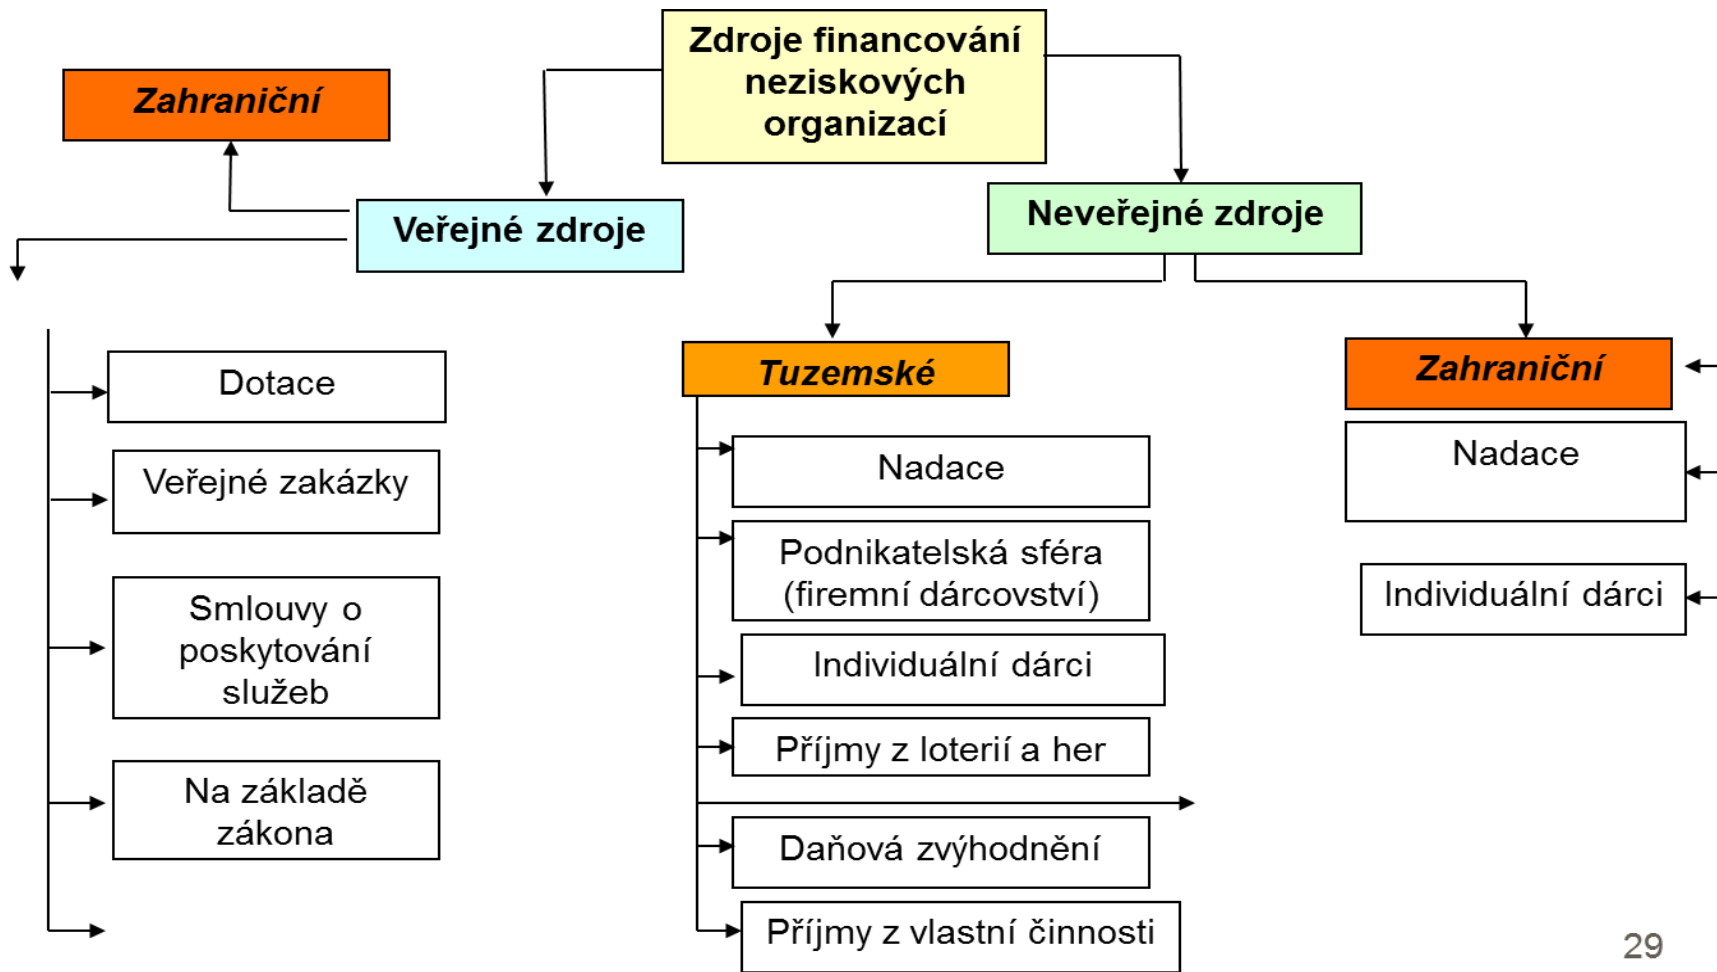 Zdroje financování
neziskových
organizací
Zahraniční
Veřejné zdroje
Neveřejné zdroje
Dotace
Veřejné zakázky
Smlouvy o
poskytování
služeb
Na základě
zákona
Tuzemské
Nadace
Podnikatelská sféra
(firemní dárcovství)
Individuální dárci
Příjmy z loterií a her
Daňová zvýhodnění
Příjmy z vlastní činnosti
Zahraniční
Nadace
Individuální dárci
29